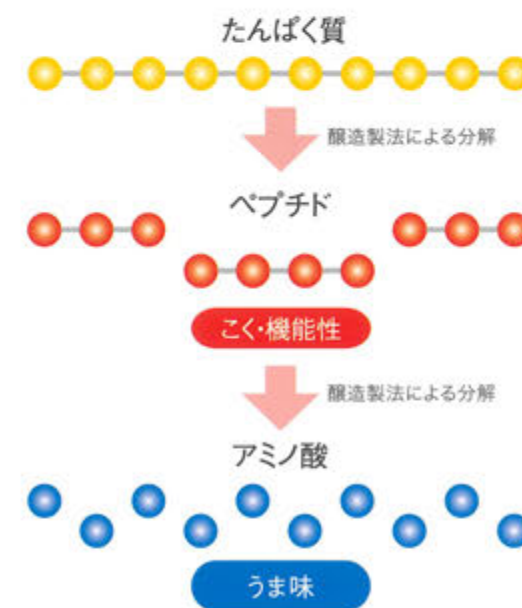 たんぱく質
醸造製法による分解
ペプチド
こく・機能性
醸造製法による分解
アミノ酸
うま味